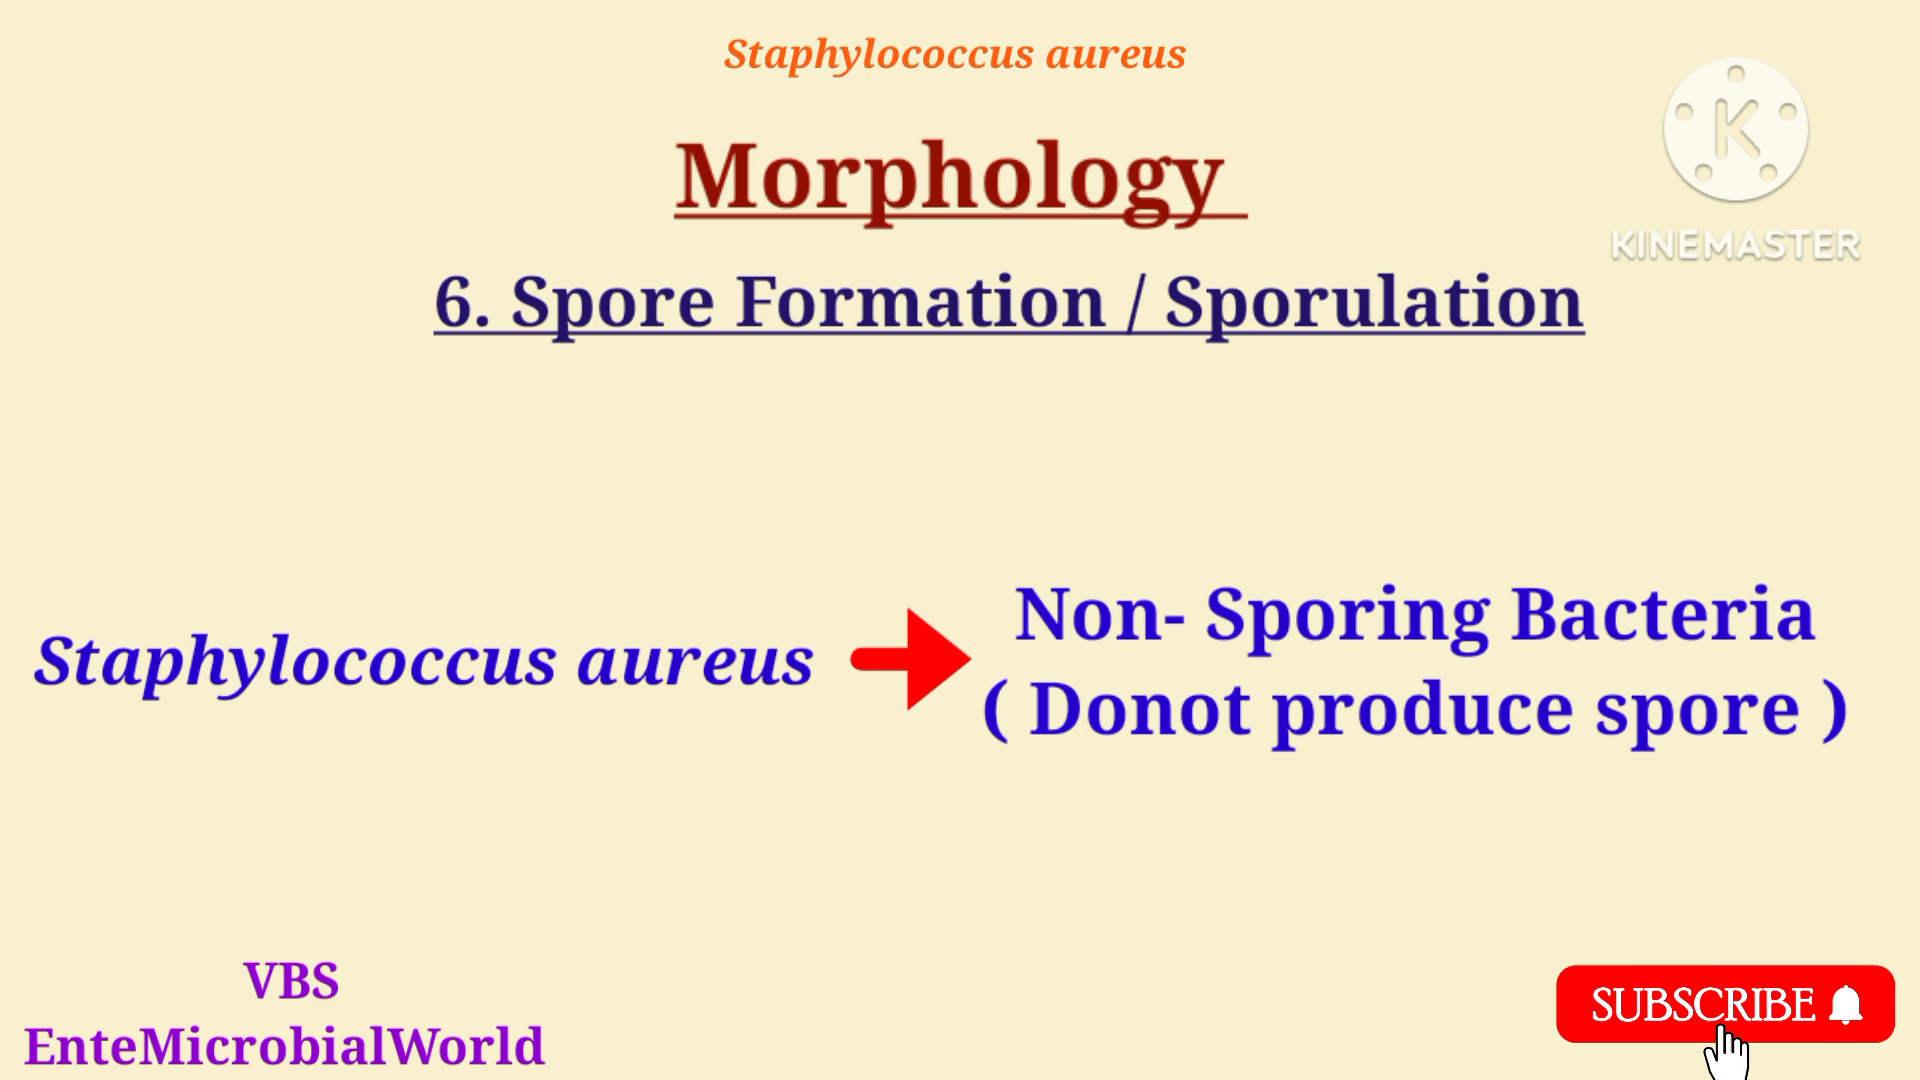 Staphylococcus aureus
Morphology
K
KINEMASTER
6. Spore Formation / Sporulation
Staphylococcus aureus
Non- Sporing Bacteria
( Donot produce spore )
VBS
EnteMicrobialWorld
SUBSCRIBE